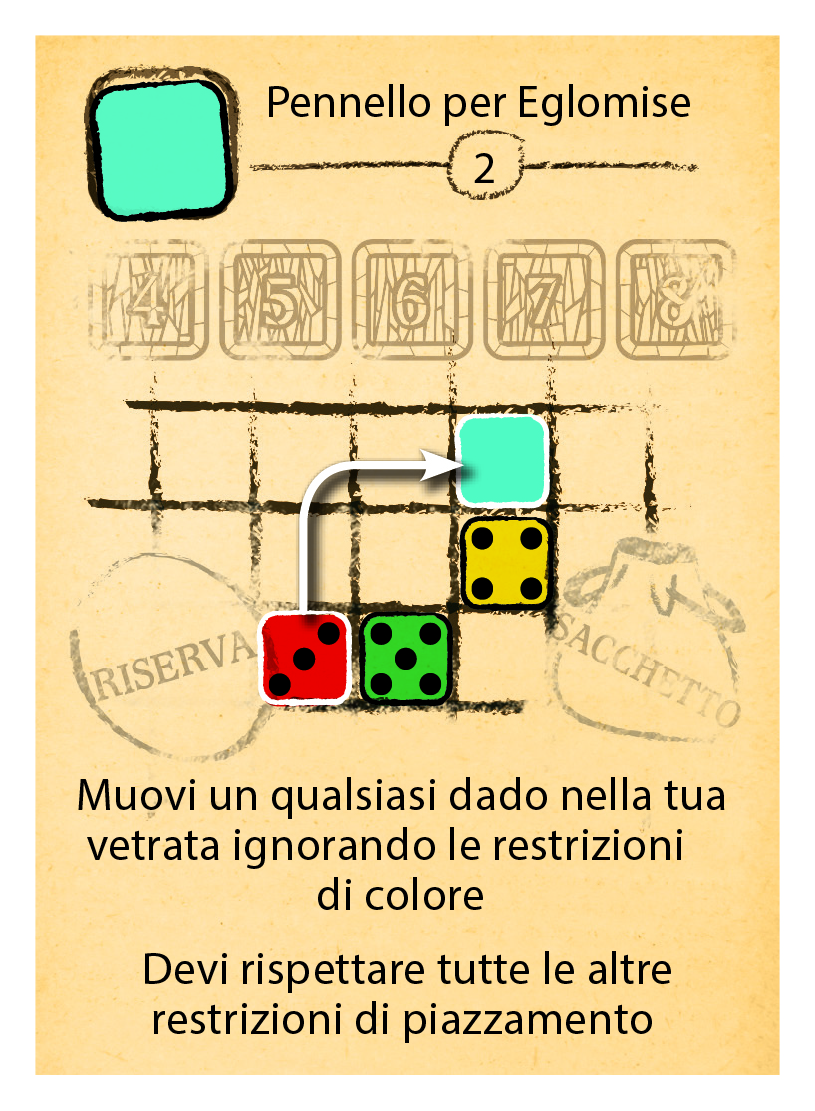 Pennello per Eglomise
2
4 5 6 7 8
RISERVA
SACCHETTO
Muovi un qualsiasi dado nella tua
vetrata ignorando le restrizioni
di colore
Devi rispettare tutte le altre
restrizioni di piazzamento